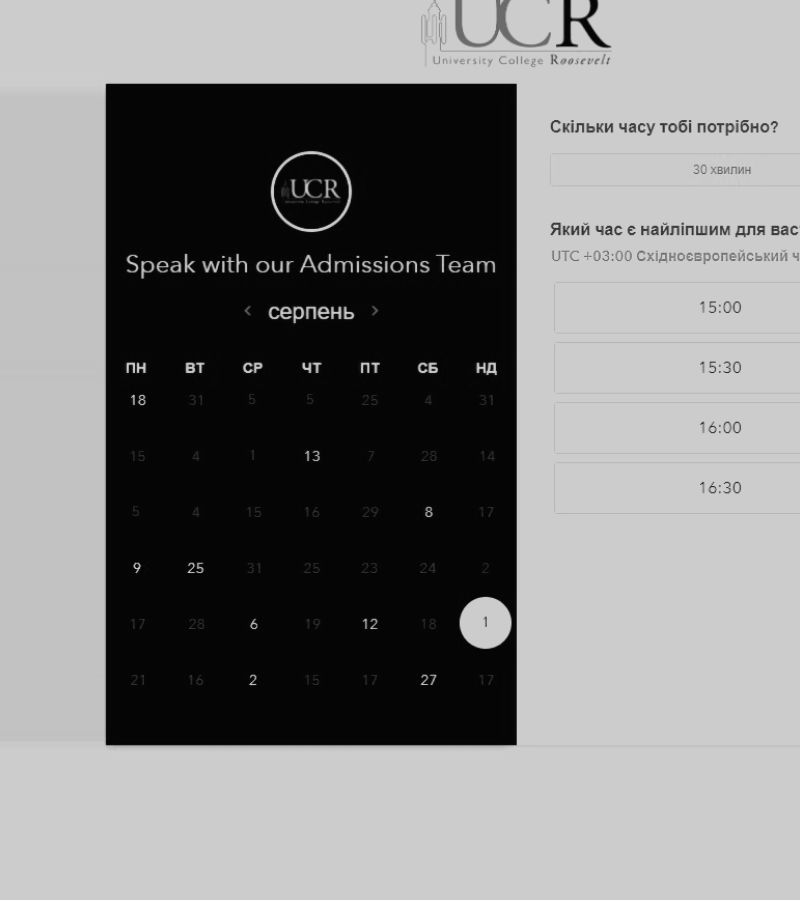 UCR
University College Roosevelt
UCR
Speak with our Admissions Team
серпень
ПН ВТ СР ЧТ ПТ СБ НД
18 31 5 5 25 4 31
15 4 1 13 7 28 14
5 4 15 16 29 8 17
9 25 31 25 23 24 2
17 28 6 19 12 18 1
21 16 2 15 17 27 17
Скільки часу тобі потрібно?
30 хвилин
Який час є найліпшим для вас
UTC +03:00 Східноєвропейський ч
15:00
15:30
16:00
16:30